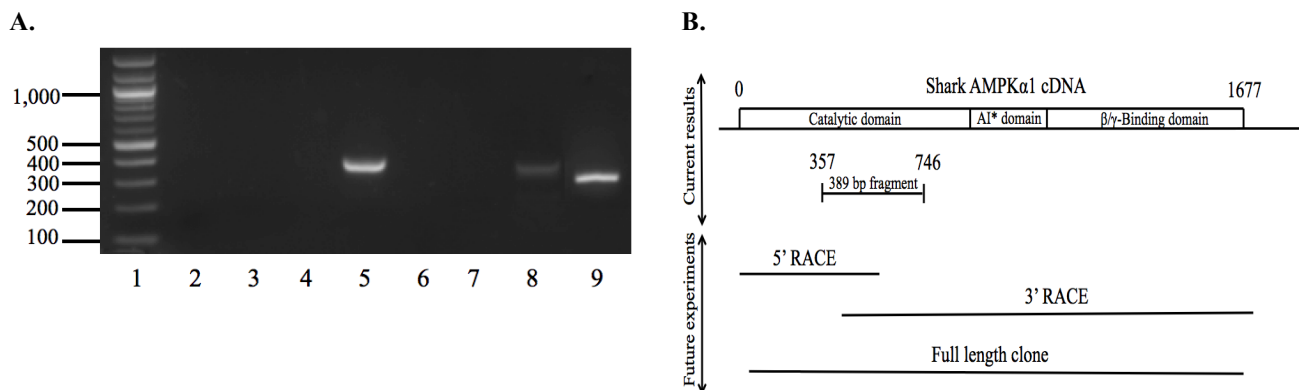 A.
1,000
500
400
300
200
100
1 2 3 4 5 6 7 8 9
B.
Current results
0 Shark AMPKα1 cDNA 1677
Catalytic domain AI* domain β/γ-Binding domain
357 746
389 bp fragment
Future experiments
5' RACE
3' RACE
Full length clone